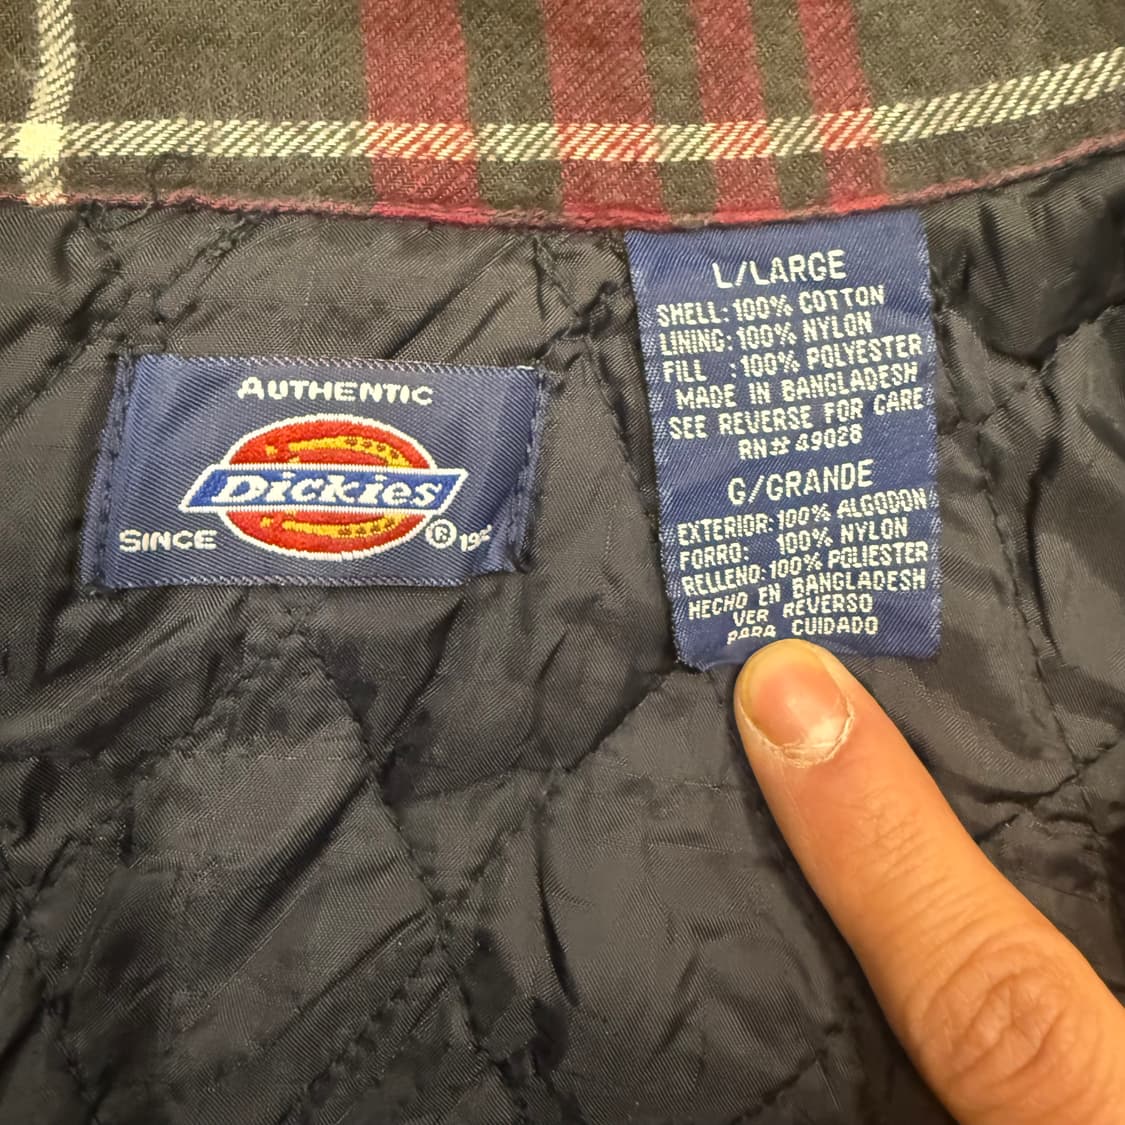 AUTHENTIC
Dickies
SINCE
®
L/LARGE
SHELL: 100% COTTON
LINING: 100% NYLON
FILL : 100% POLYESTER
MADE IN BANGLADESH
SEE REVERSE FOR CARE
RN# 49028
G/GRANDE
EXTERIOR: 100% ALGODON
FORRO: 100% NYLON
RELLENO: 100% POLIESTER
HECHO EN BANGLADESH
VER REVERSO
PARA CUIDADO